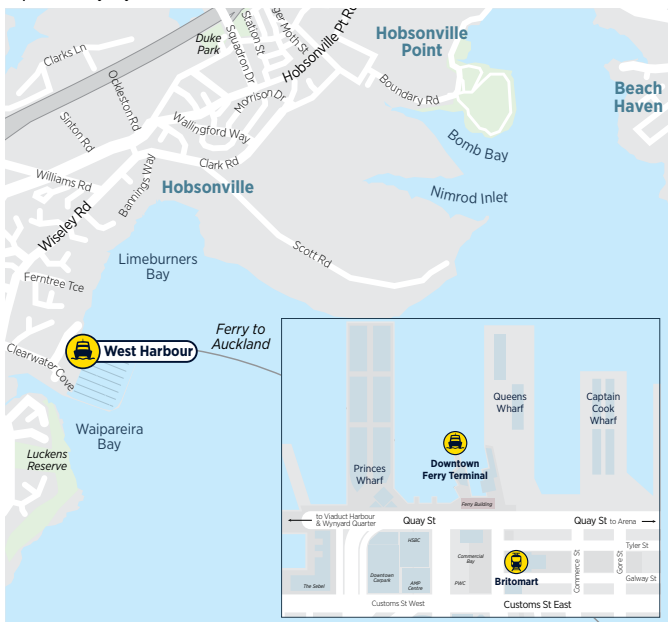 Hobsonville
Point
Duke
Park
Station St
ger Moth St
Squadron Dr
Hobsonville Pt R
Clarks Ln
Ockleston Rd
Morrison Dr
Boundary Rd
Beach
Haven
Sinton Rd
Wallingford Way
Bomb Bay
Clark Rd
Williams Rd
Bannings Way
Hobsonville
Nimrod Inlet
Wiseley Rd
Scott Rd
Limeburners
Bay
Ferntree Tce
Ferry to
Auckland
West Harbour
Clearwater Cove
Waipareira
Bay
Luckens
Reserve
Queens
Wharf
Captain
Cook
Wharf
Princes
Wharf
Downtown
Ferry Terminal
Ferry Building
to Viaduct Harbour
& Wynyard Quarter
Quay St
Quay St to Arena
HSBC
Commercial
Bay
Commerce St
Gore St
Tyler St
Galway St
The Sebel
Downtown
Carpark
AMP
Centre
PWC
Britomart
Customs St West
Customs St East